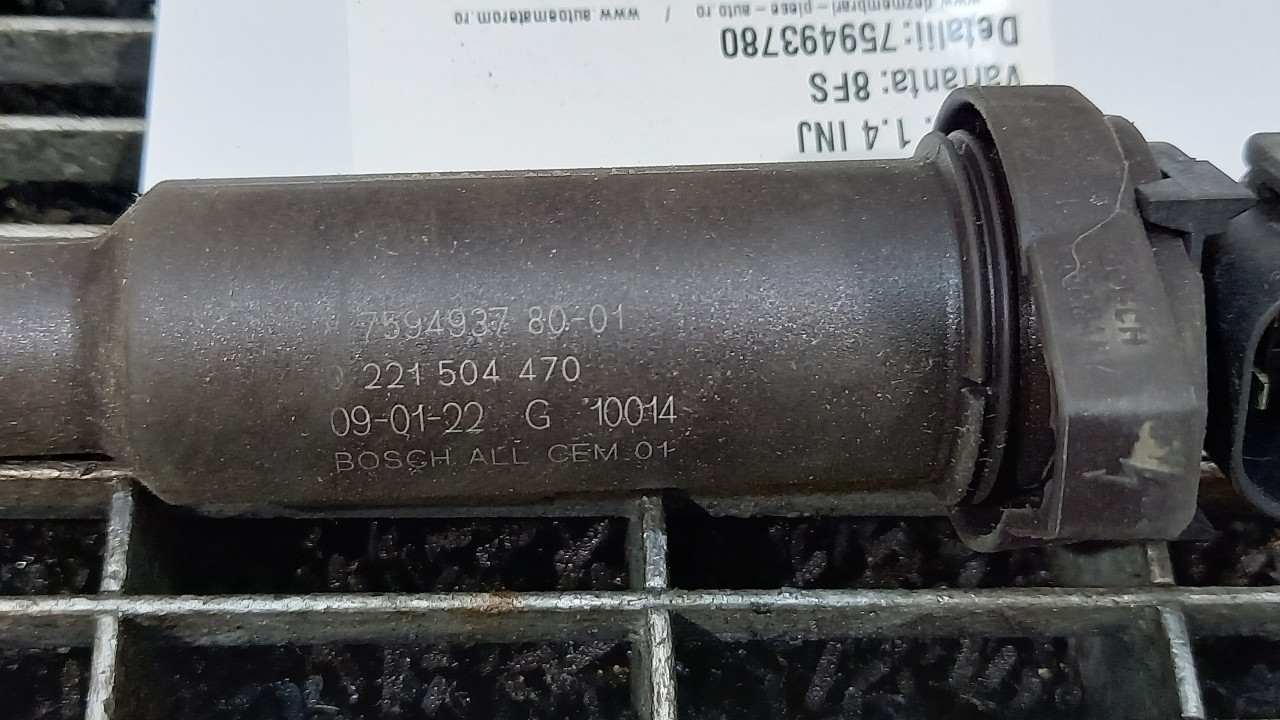 www.dezmembrari-piese-auto.ro / www.automaterom.ro
Detalii: 759493780
Varianta: 8FS
1.4 INJ
7594937 80-01
221 504 470
09-01-22 G 10014
BOSCH ALL CEM 01